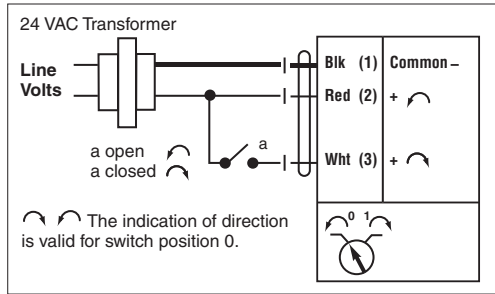 24 VAC Transformer
Line
Volts
Blk (1) Common –
Red (2) +
a
Wht (3) +
a open
a closed
The indication of direction
is valid for switch position 0.
0 1